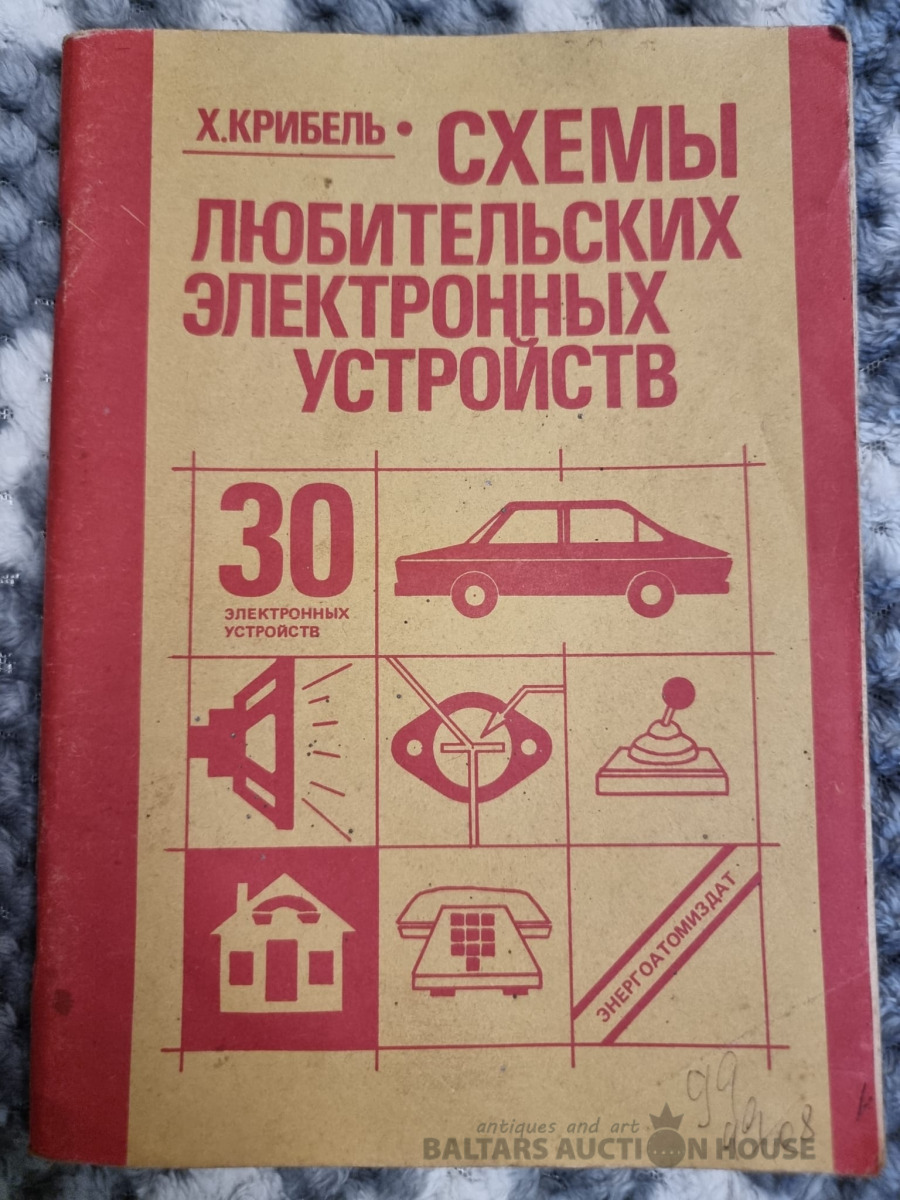 Х.КРИБЕЛЬ • СХЕМЫ
ЛЮБИТЕЛЬСКИХ
ЭЛЕКТРОННЫХ
УСТРОЙСТВ
30
ЭЛЕКТРОННЫХ
УСТРОЙСТВ
ЭНЕРГОАТОМИЗДАТ
antiques and art
BALTARS AUCTION HOUSE